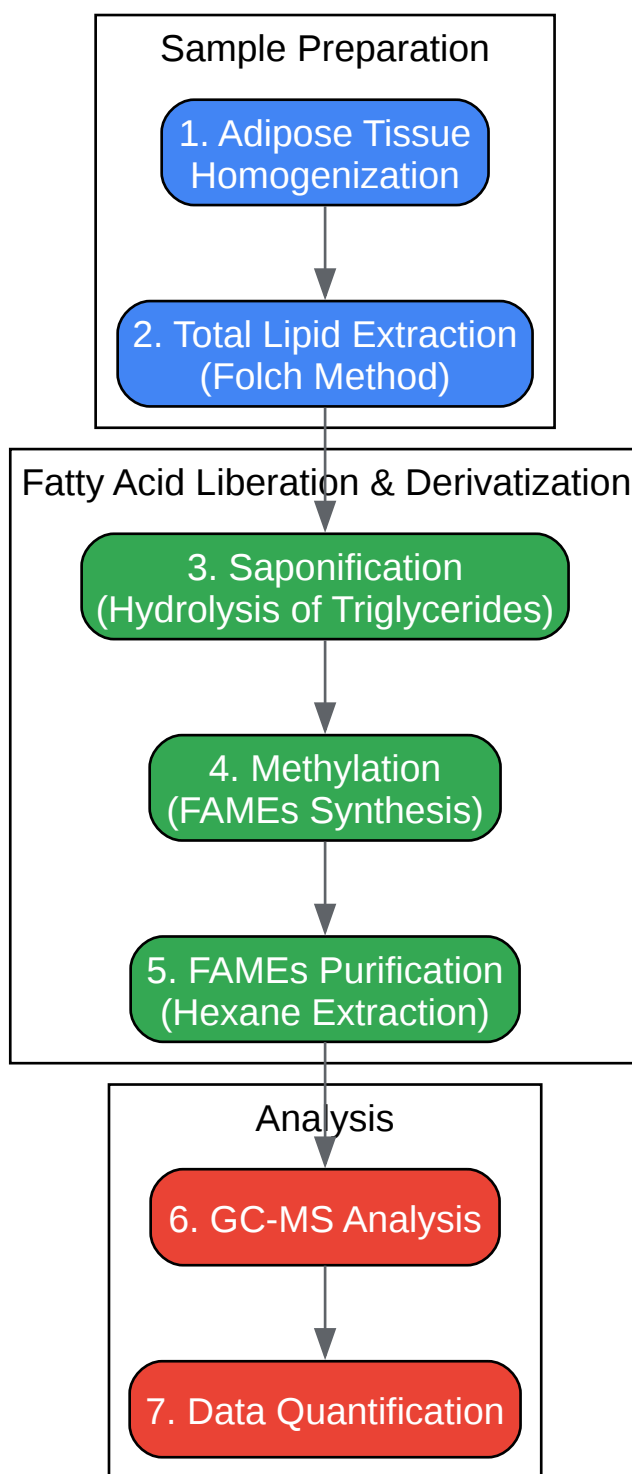 Sample Preparation
1. Adipose Tissue
Homogenization
2. Total Lipid Extraction
(Folch Method)
Fatty Acid Liberation & Derivatization
3. Saponification
(Hydrolysis of Triglycerides)
4. Methylation
(FAMEs Synthesis)
5. FAMEs Purification
(Hexane Extraction)
Analysis
6. GC-MS Analysis
7. Data Quantification